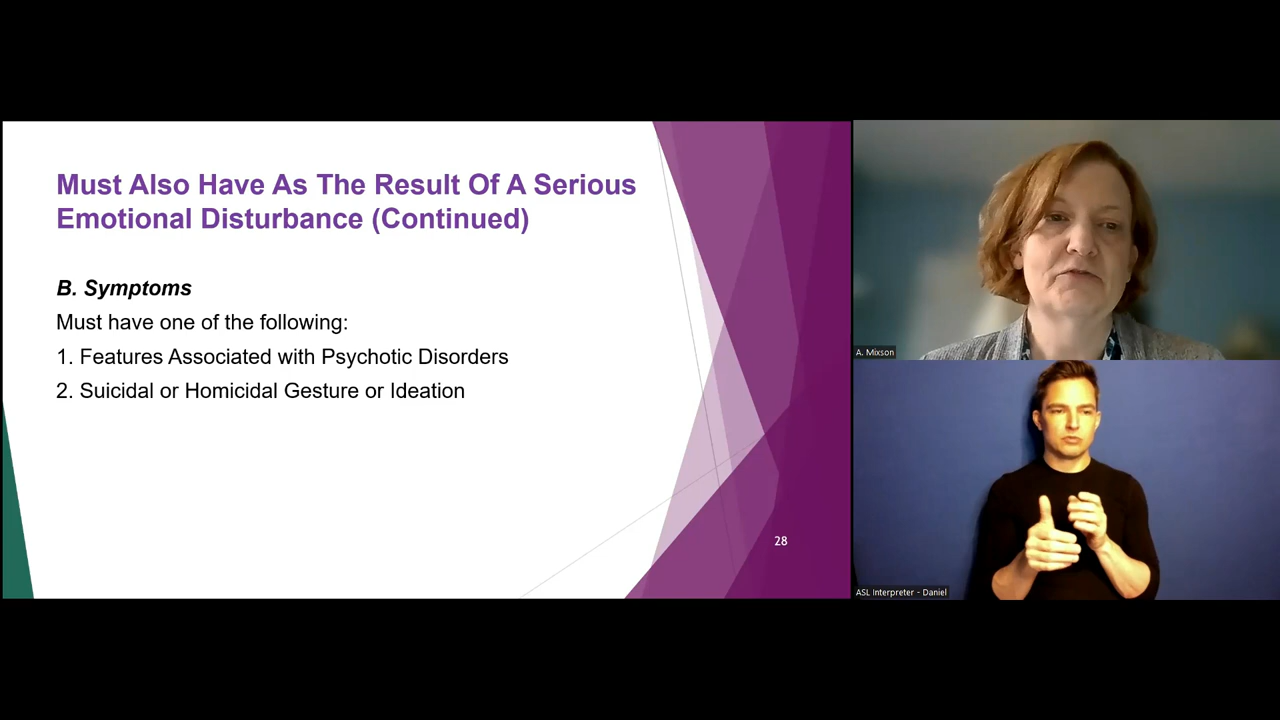 Must Also Have As The Result Of A Serious
Emotional Disturbance (Continued)
B. Symptoms
Must have one of the following:
1. Features Associated with Psychotic Disorders
2. Suicidal or Homicidal Gesture or Ideation
28
A. Mixson
ASL Interpreter - Daniel